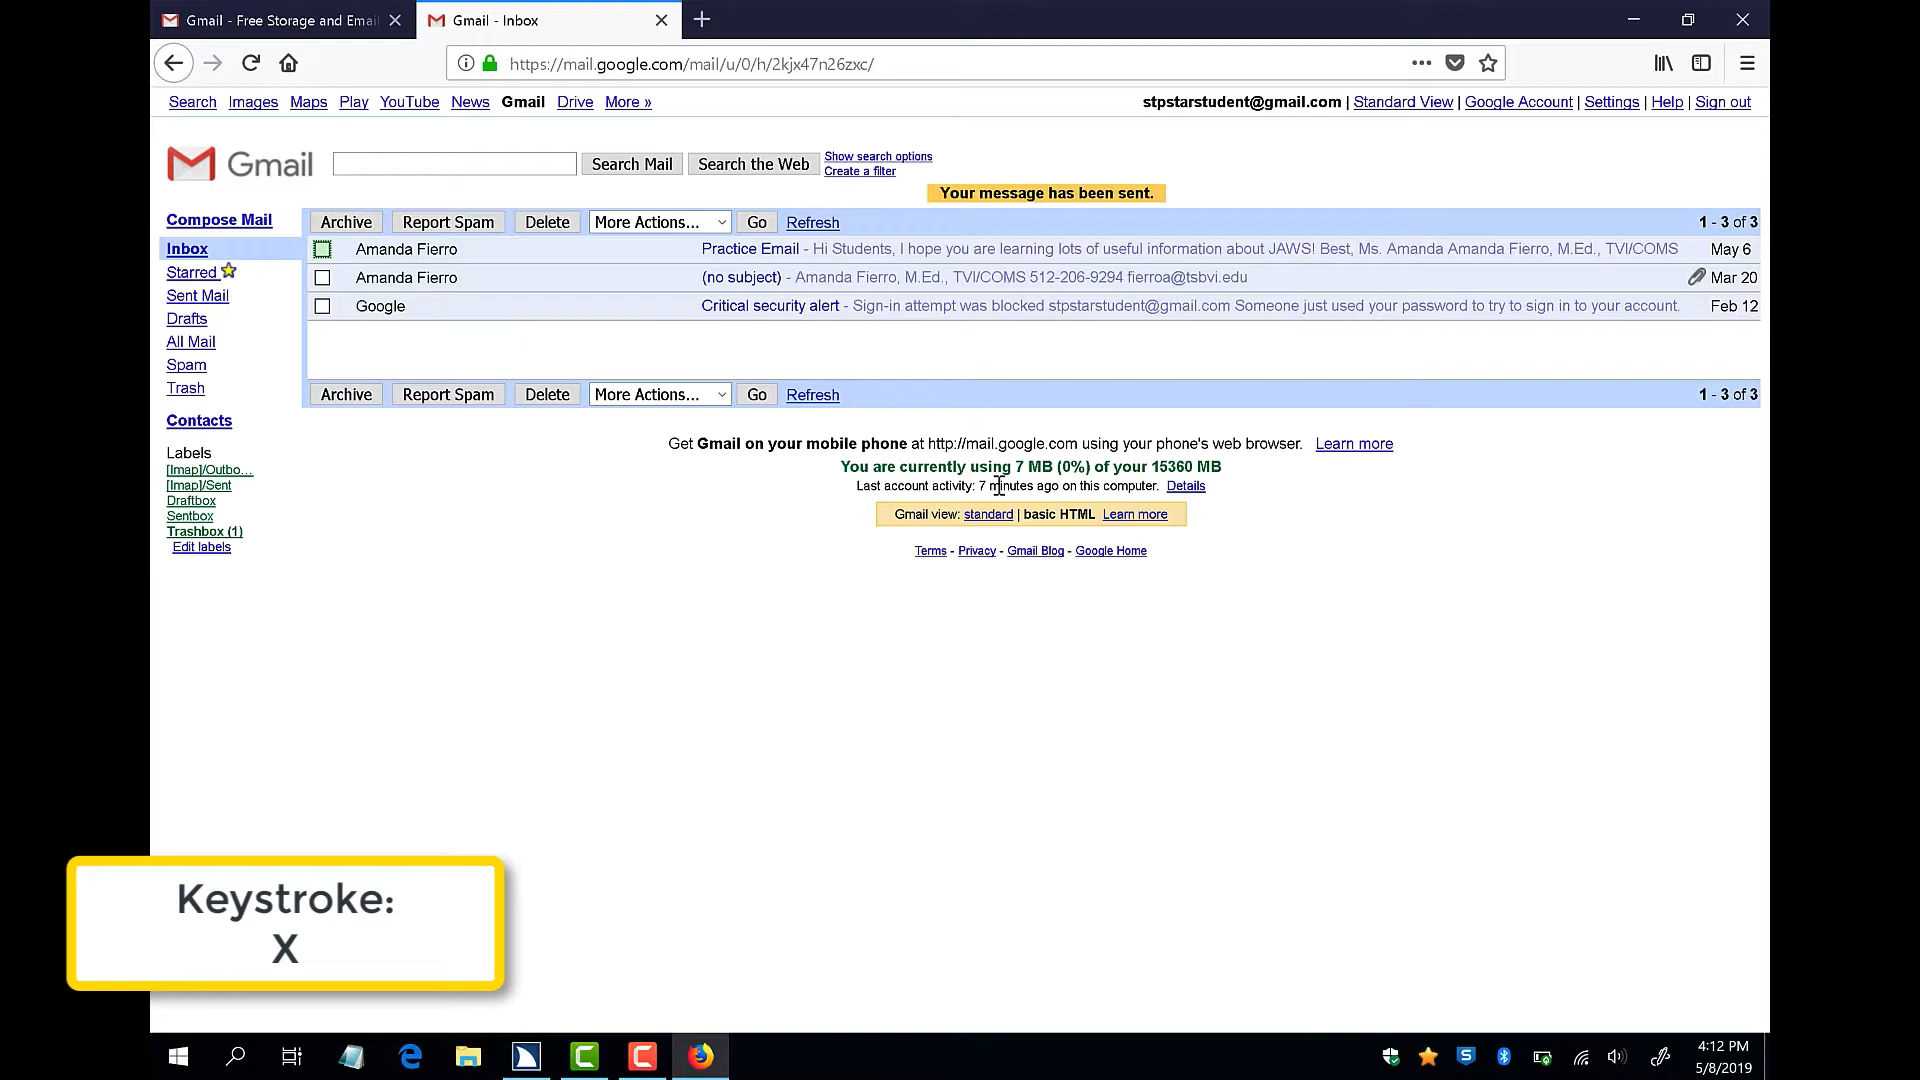 Gmail - Free Storage and Emai
Gmail - Inbox
https://mail.google.com/mail/u/0/h/2kjx47n26zxc/
Search Images Maps Play YouTube News Gmail Drive More »
stpstarstudent@gmail.com | Standard View | Google Account | Settings | Help | Sign out
Gmail
Search Mail
Search the Web
Show search options
Create a filter
Your message has been sent.
Compose Mail
Inbox
Starred
Sent Mail
Drafts
All Mail
Spam
Trash
Contacts
Labels
[Imap]/Outbo...
[Imap]/Sent
Draftbox
Sentbox
Trashbox (1)
Edit labels
Archive Report Spam Delete More Actions... Go Refresh 1 - 3 of 3
Amanda Fierro Practice Email - Hi Students, I hope you are learning lots of useful information about JAWS! Best, Ms. Amanda Amanda Fierro, M.Ed., TVI/COMS May 6
Amanda Fierro (no subject) - Amanda Fierro, M.Ed., TVI/COMS 512-206-9294 fierroa@tsbvi.edu Mar 20
Google Critical security alert - Sign-in attempt was blocked stpstarstudent@gmail.com Someone just used your password to try to sign in to your account. Feb 12
Archive Report Spam Delete More Actions... Go Refresh 1 - 3 of 3
Get Gmail on your mobile phone at http://mail.google.com using your phone's web browser. Learn more
You are currently using 7 MB (0%) of your 15360 MB
Last account activity: 7 minutes ago on this computer. Details
Gmail view: standard | basic HTML Learn more
Terms - Privacy - Gmail Blog - Google Home
Keystroke:
X
4:12 PM
5/8/2019